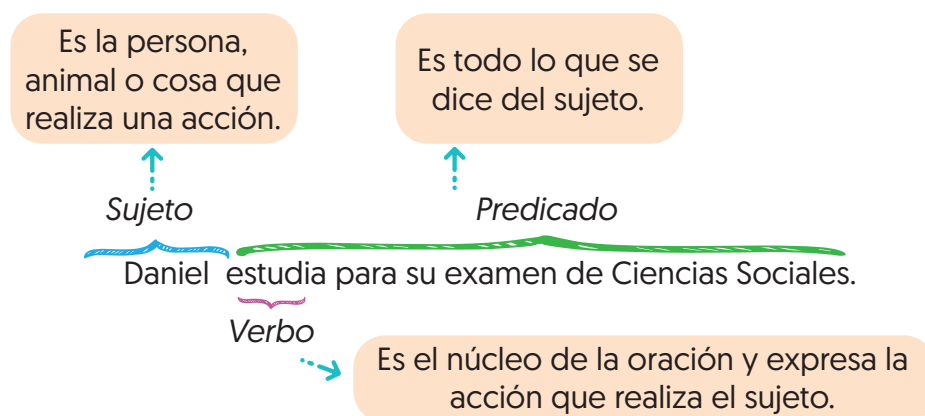 Es la persona,
animal o cosa que
realiza una acción.
Es todo lo que se
dice del sujeto.
Sujeto
Predicado
Daniel estudia para su examen de Ciencias Sociales.
Verbo
Es el núcleo de la oración y expresa la
acción que realiza el sujeto.